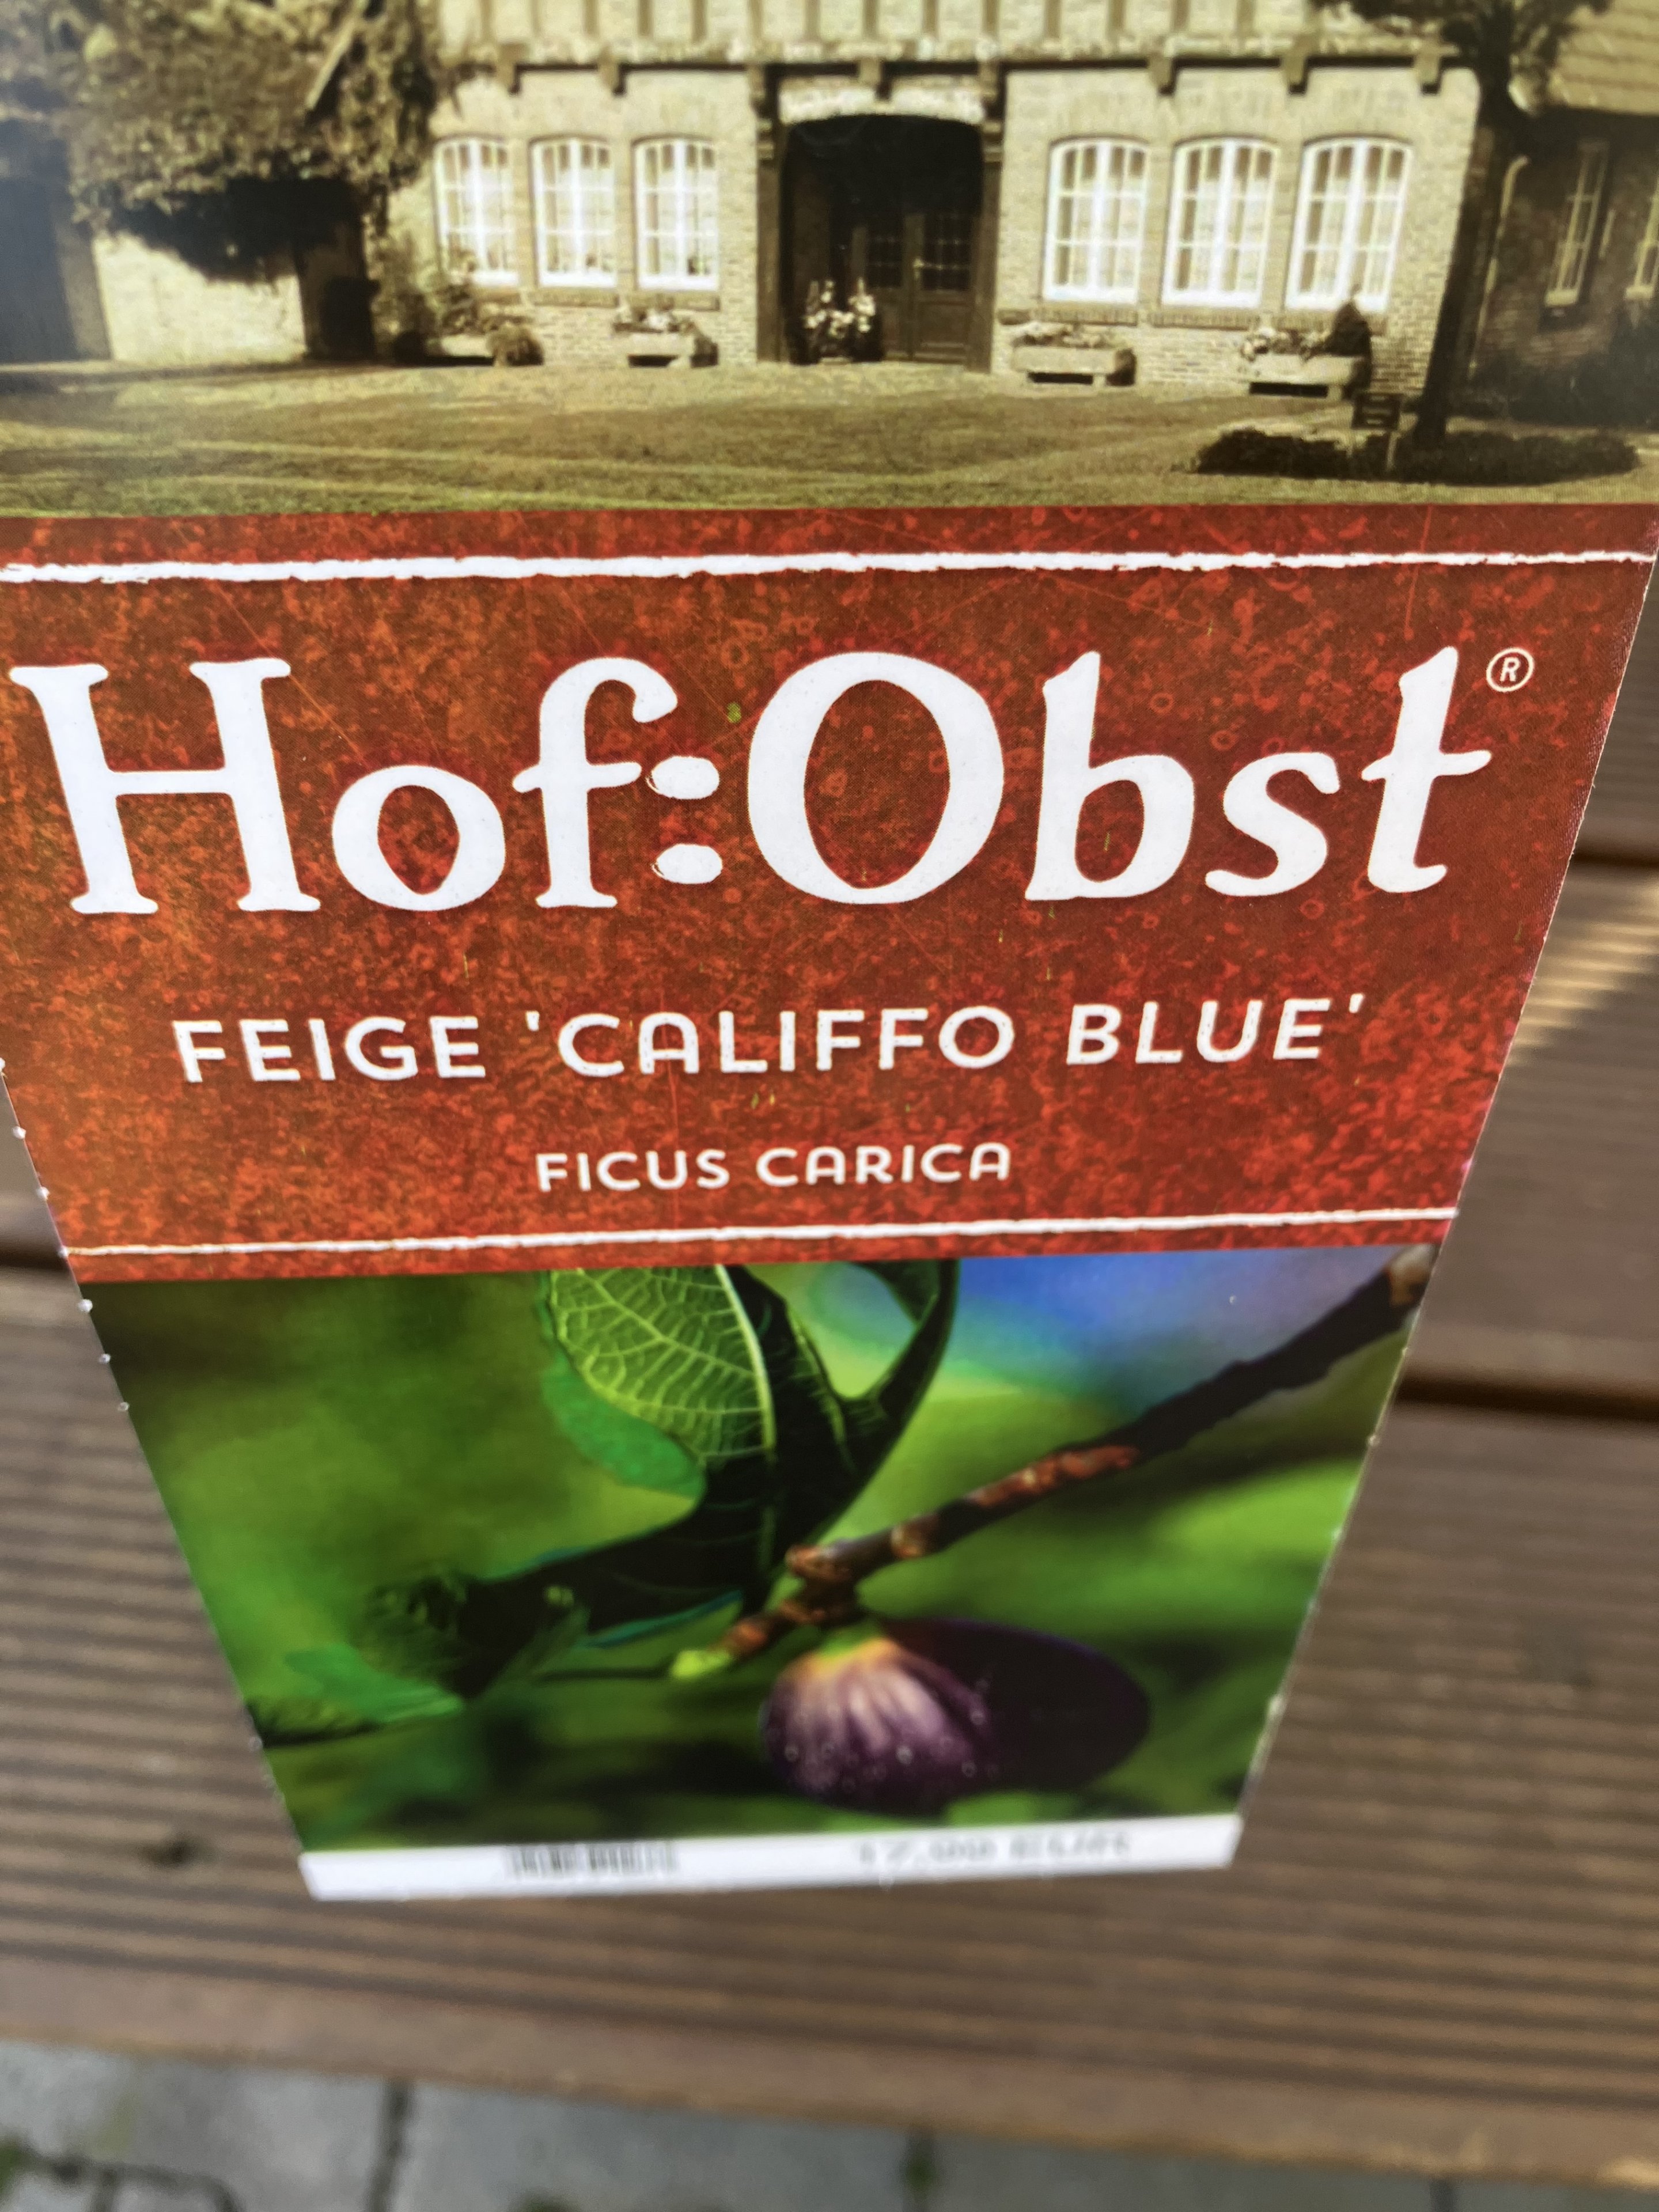 Hof:Obst®
FEIGE 'CALIFFO BLUE'
FICUS CARICA